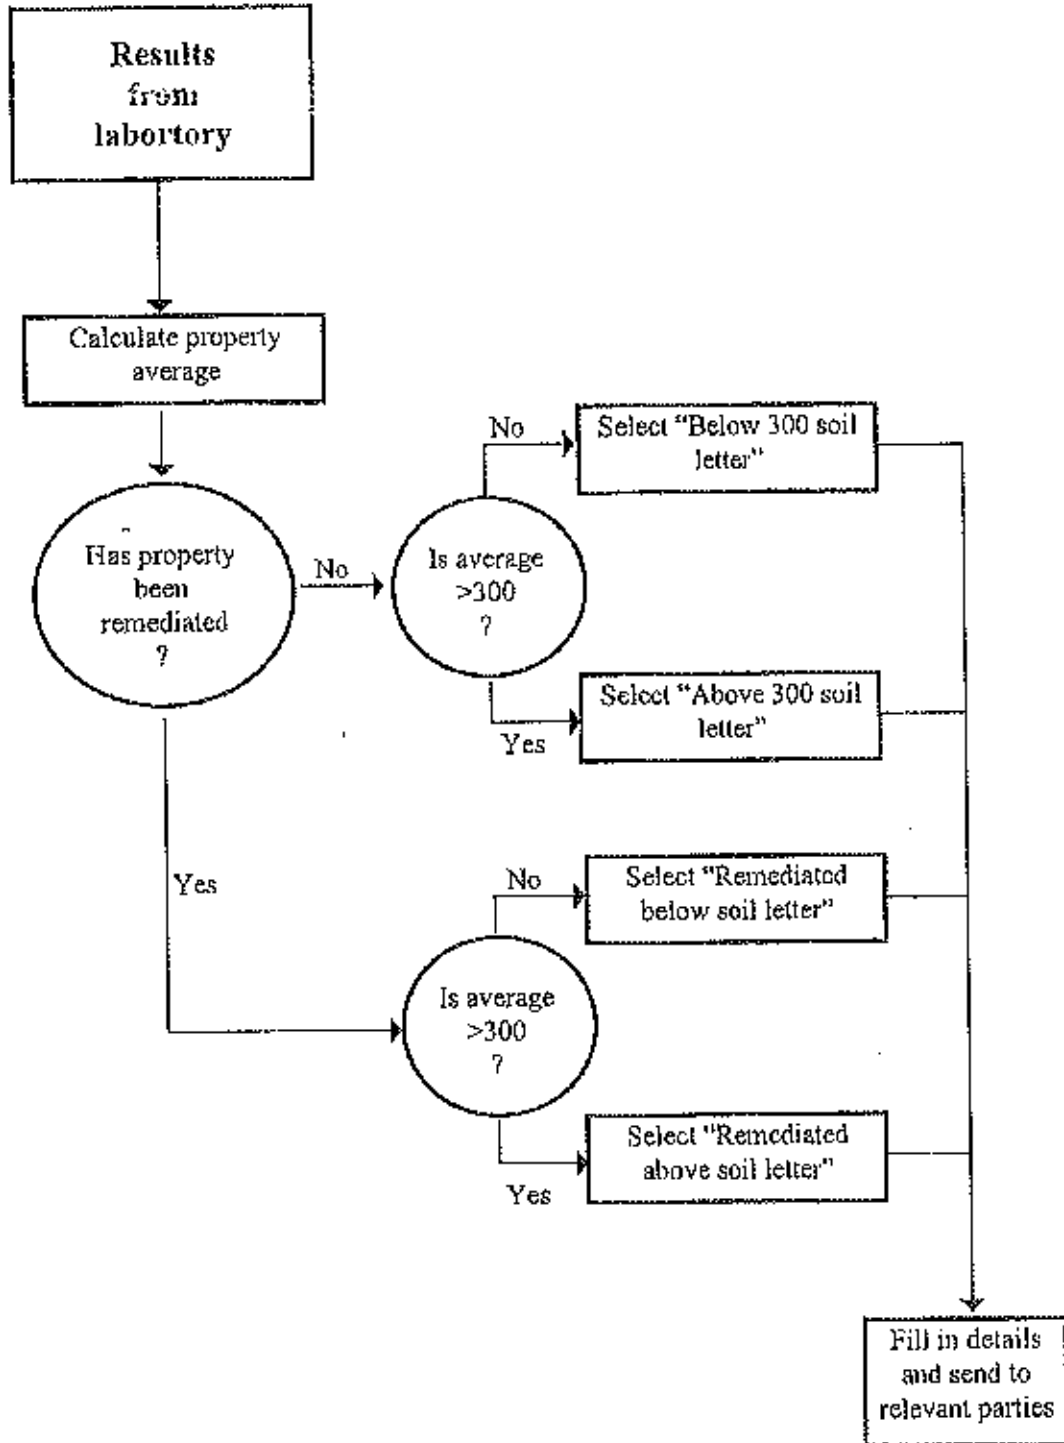 Results
from
labortory
Calculate property
average
Has property
been
remediated
?
No
Is average
>300
?
No
Select "Below 300 soil
letter"
Yes
Select "Above 300 soil
letter"
Yes
Is average
>300
?
No
Select "Remediated
below soil letter"
Yes
Select "Remediated
above soil letter"
Fill in details
and send to
relevant parties